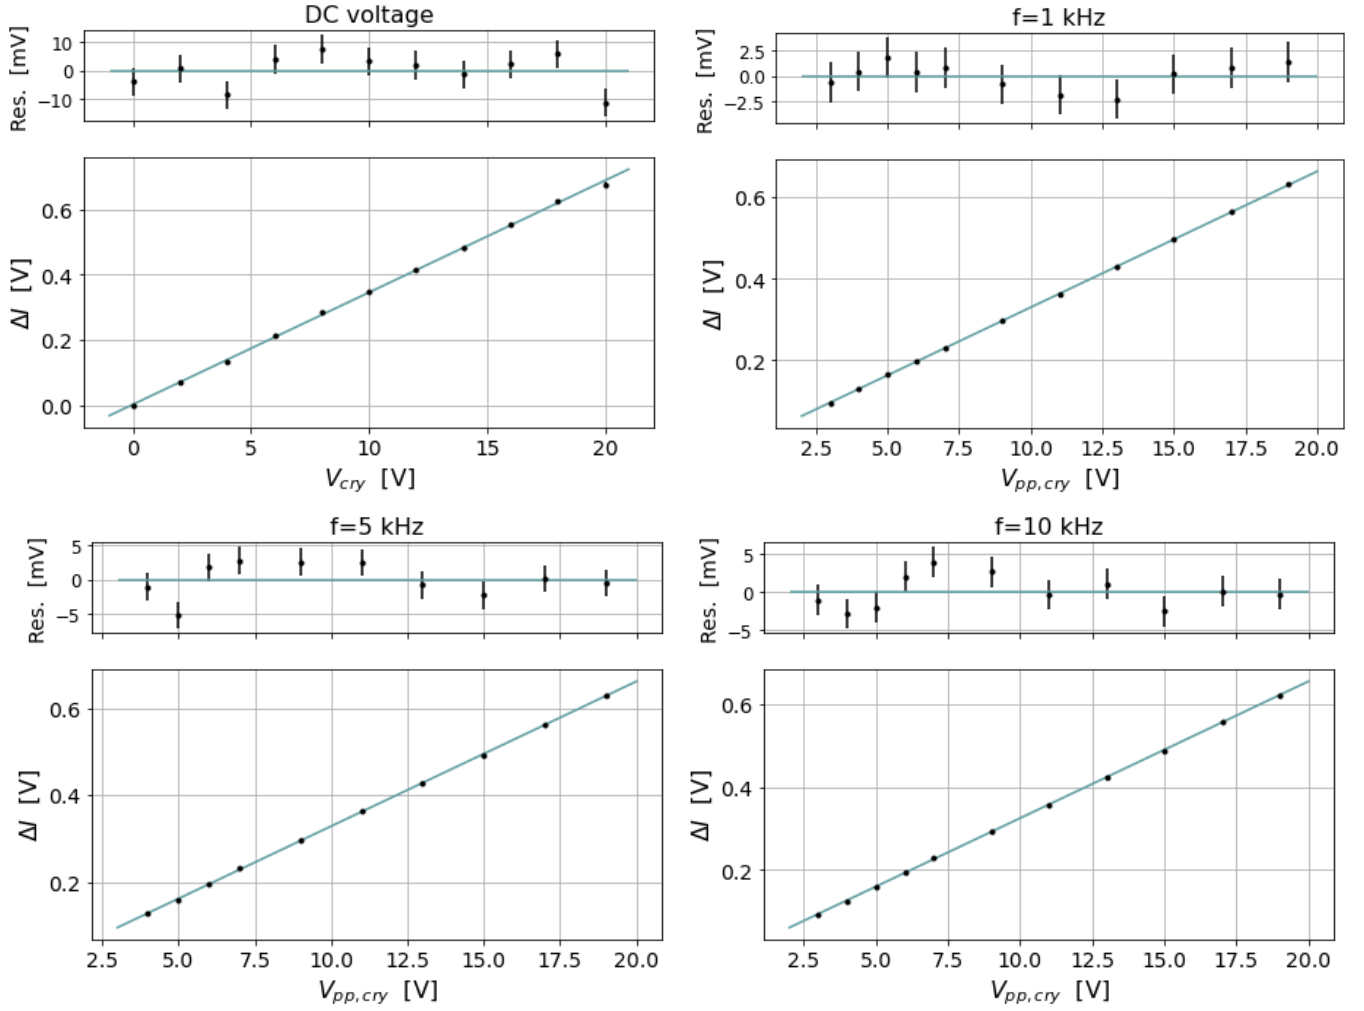 DC voltage
Res. [mV]
10
0
−10
ΔI [V]
0.6
0.4
0.2
0.0
0 5 10 15 20
V_cry [V]
f=1 kHz
Res. [mV]
2.5
0.0
−2.5
ΔI [V]
0.6
0.4
0.2
2.5 5.0 7.5 10.0 12.5 15.0 17.5 20.0
V_pp,cry [V]
f=5 kHz
Res. [mV]
5
0
−5
ΔI [V]
0.6
0.4
0.2
2.5 5.0 7.5 10.0 12.5 15.0 17.5 20.0
V_pp,cry [V]
f=10 kHz
Res. [mV]
5
0
−5
ΔI [V]
0.6
0.4
0.2
2.5 5.0 7.5 10.0 12.5 15.0 17.5 20.0
V_pp,cry [V]